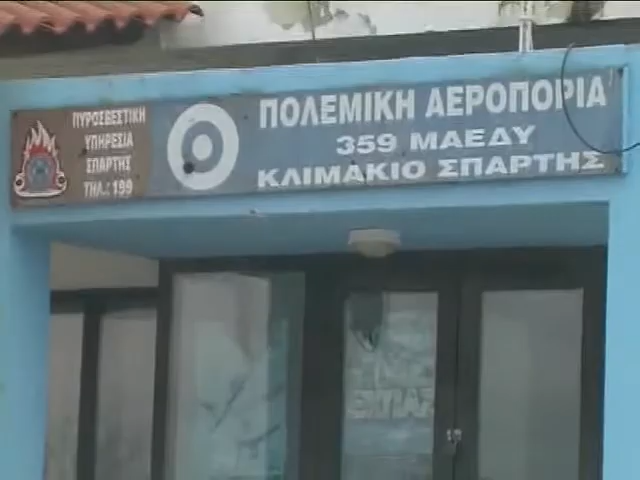 ΠΥΡΟΣΒΕΣΤΙΚΗ
ΥΠΗΡΕΣΙΑ
ΣΠΑΡΤΗΣ
ΤΗΛ.: 199
ΠΟΛΕΜΙΚΗ ΑΕΡΟΠΟΡΙΑ
359 ΜΑΕΔΥ
ΚΛΙΜΑΚΙΟ ΣΠΑΡΤΗΣ